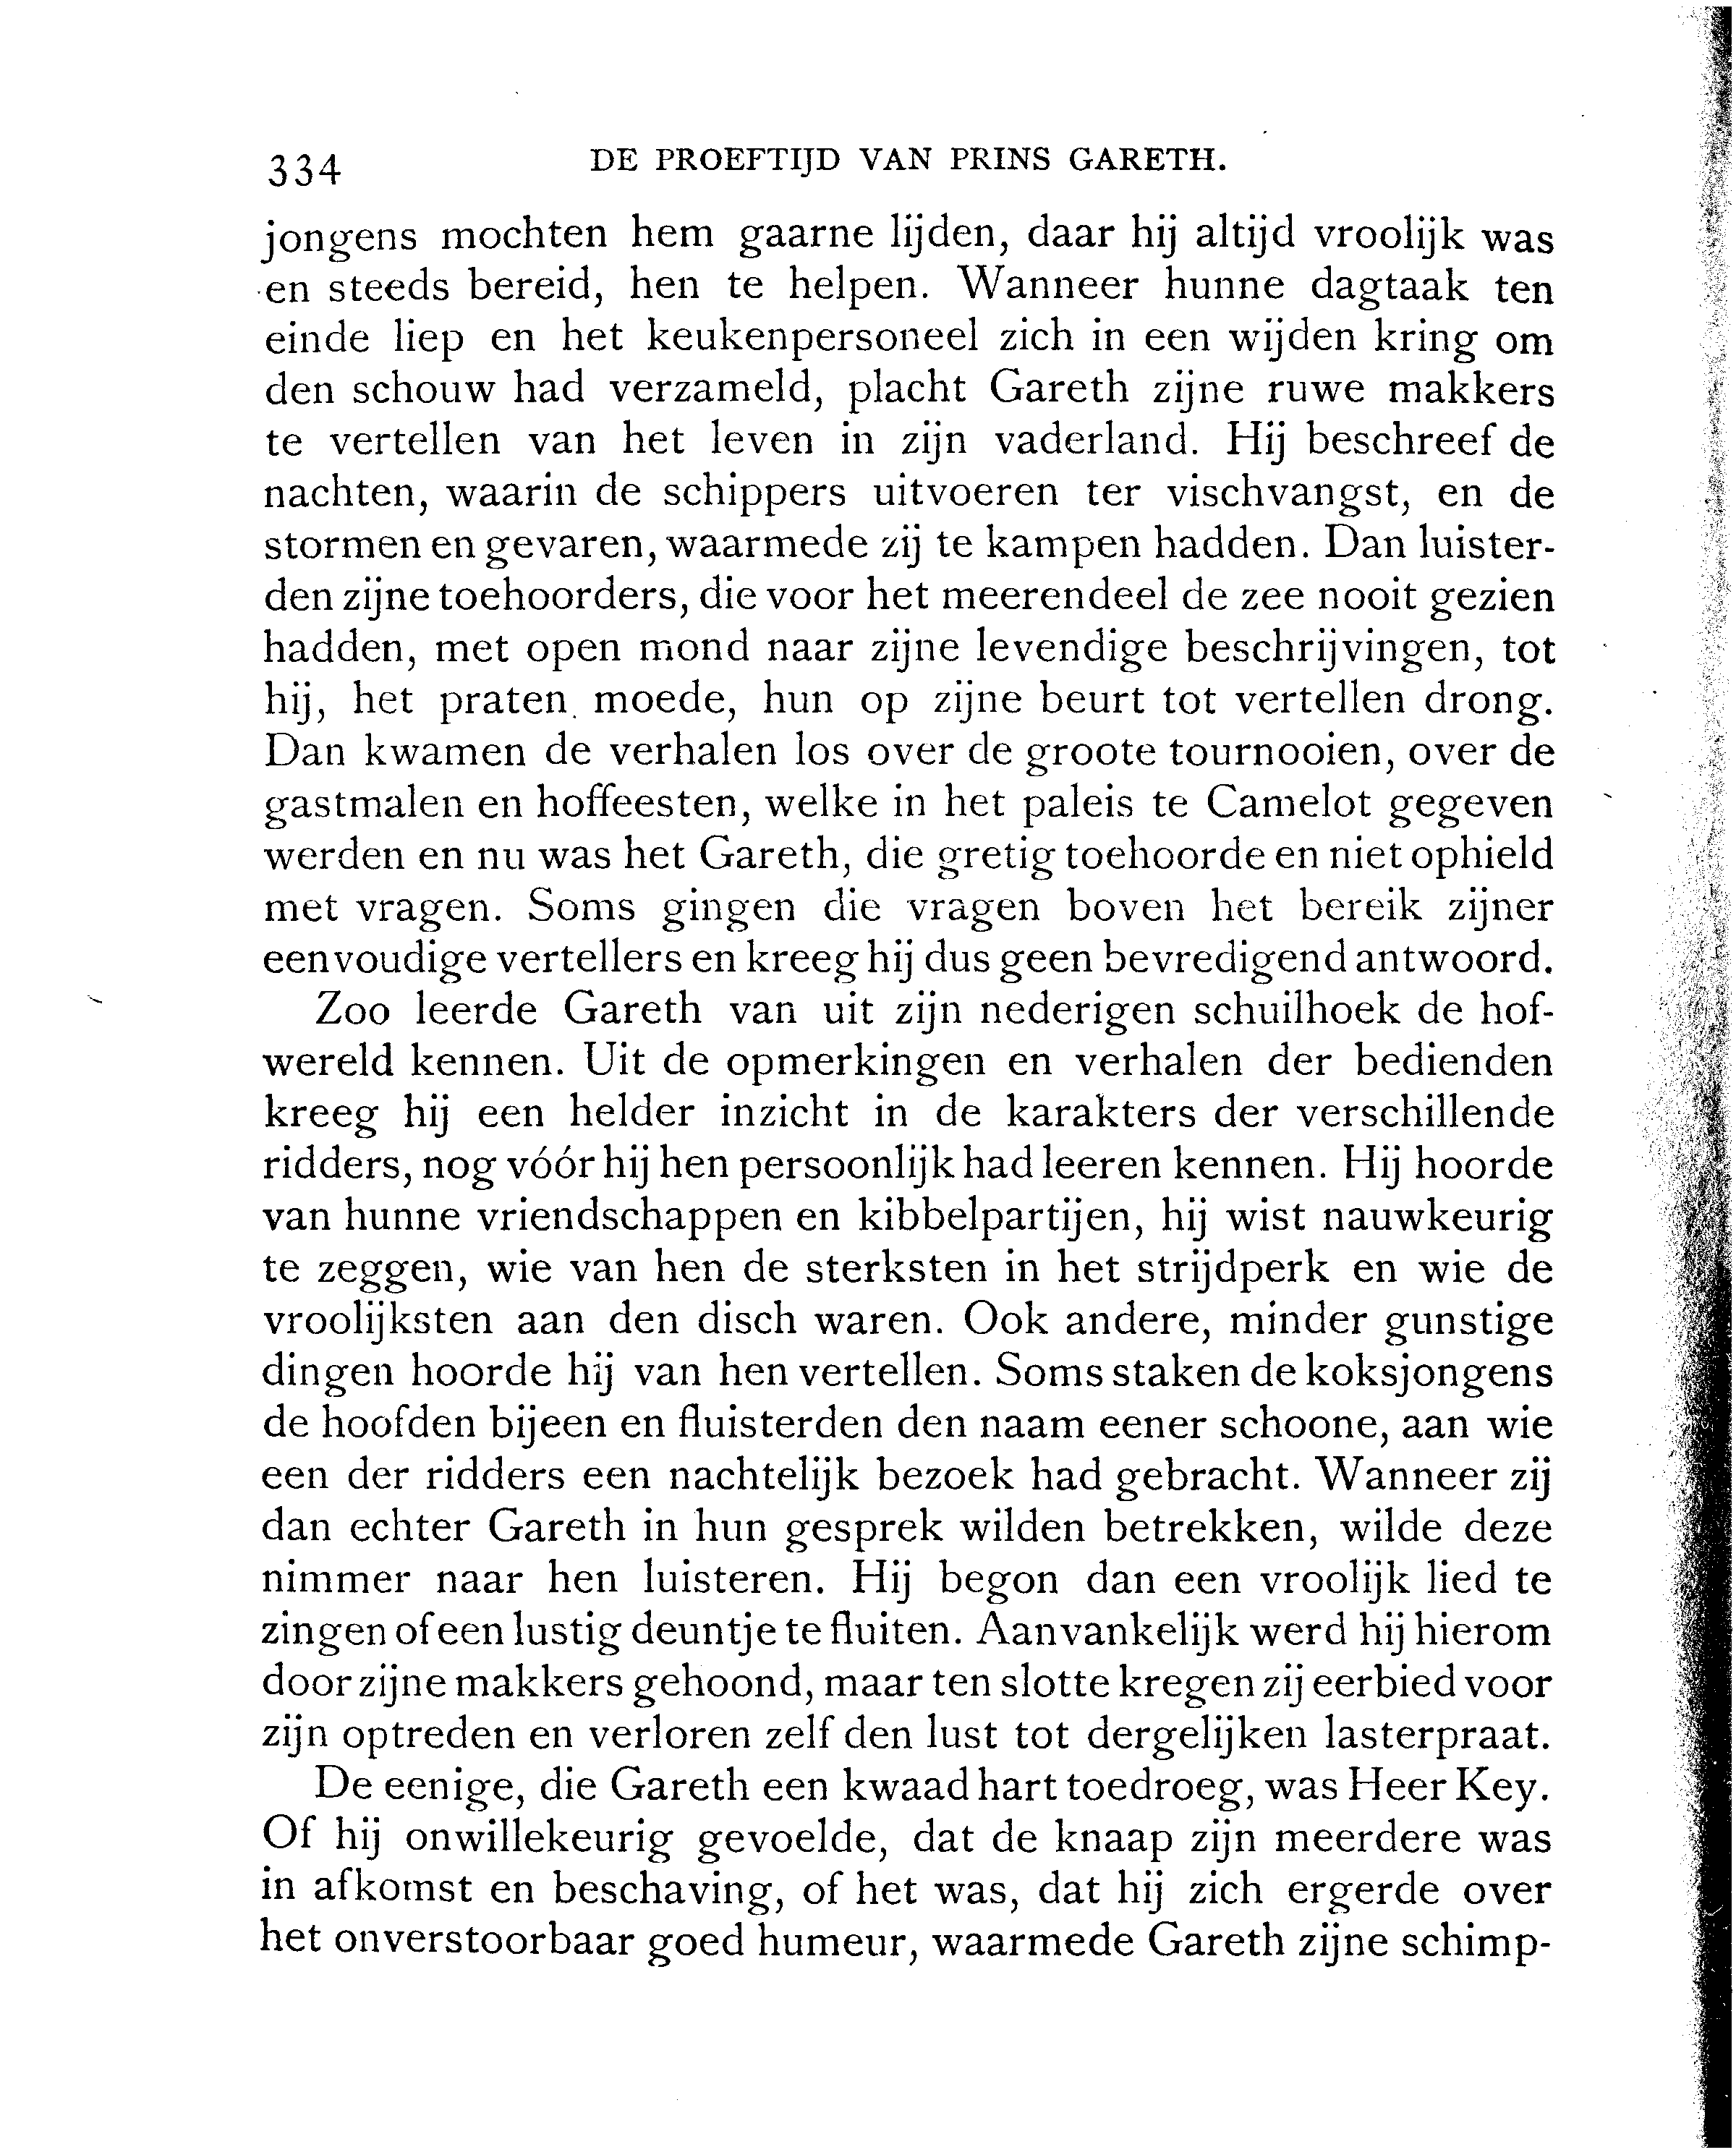 334
DE PROEFTIJD VAN PRINS GARETH.
jongens mochten hem gaarne lijden, daar hij altijd vroolijk was
en steeds bereid, hen te helpen. Wanneer hunne dagtaak ten
einde liep en het keukenpersoneel zich in een wijden kring om
den schouw had verzameld, placht Gareth zijne ruwe makkers
te vertellen van het leven in zijn vaderland. Hij beschreef de
nachten, waarin de schippers uitvoeren ter vischvangst, en de
stormen en gevaren, waarmede zij te kampen hadden. Dan luister-
den zijne toehoorders, die voor het meerendeel de zee nooit gezien
hadden, met open mond naar zijne levendige beschrijvingen, tot
hij, het praten moede, hun op zijne beurt tot vertellen drong.
Dan kwamen de verhalen los over de groote tournooien, over de
gastmalen en hoffeesten, welke in het paleis te Camelot gegeven
werden en nu was het Gareth, die gretig toehoorde en niet ophield
met vragen. Soms gingen die vragen boven het bereik zijner
eenvoudige vertellers en kreeg hij dus geen bevredigend antwoord.
Zoo leerde Gareth van uit zijn nederigen schuilhoek de hof-
wereld kennen. Uit de opmerkingen en verhalen der bedienden
kreeg hij een helder inzicht in de karakters der verschillende
ridders, nog vóór hij hen persoonlijk had leeren kennen. Hij hoorde
van hunne vriendschappen en kibbelpartijen, hij wist nauwkeurig
te zeggen, wie van hen de sterksten in het strijdperk en wie de
vroolijksten aan den disch waren. Ook andere, minder gunstige
dingen hoorde hij van hen vertellen. Soms staken de koksjongens
de hoofden bijeen en fluisterden den naam eener schoone, aan wie
een der ridders een nachtelijk bezoek had gebracht. Wanneer zij
dan echter Gareth in hun gesprek wilden betrekken, wilde deze
nimmer naar hen luisteren. Hij begon dan een vroolijk lied te
zingen of een lustig deuntje te fluiten. Aanvankelijk werd hij hierom
door zijne makkers gehoond, maar ten slotte kregen zij eerbied voor
zijn optreden en verloren zelf den lust tot dergelijken lasterpraat.
De eenige, die Gareth een kwaad hart toedroeg, was Heer Key.
Of hij onwillekeurig gevoelde, dat de knaap zijn meerdere was
in afkomst en beschaving, of het was, dat hij zich ergerde over
het onverstoorbaar goed humeur, waarmede Gareth zijne schimp-